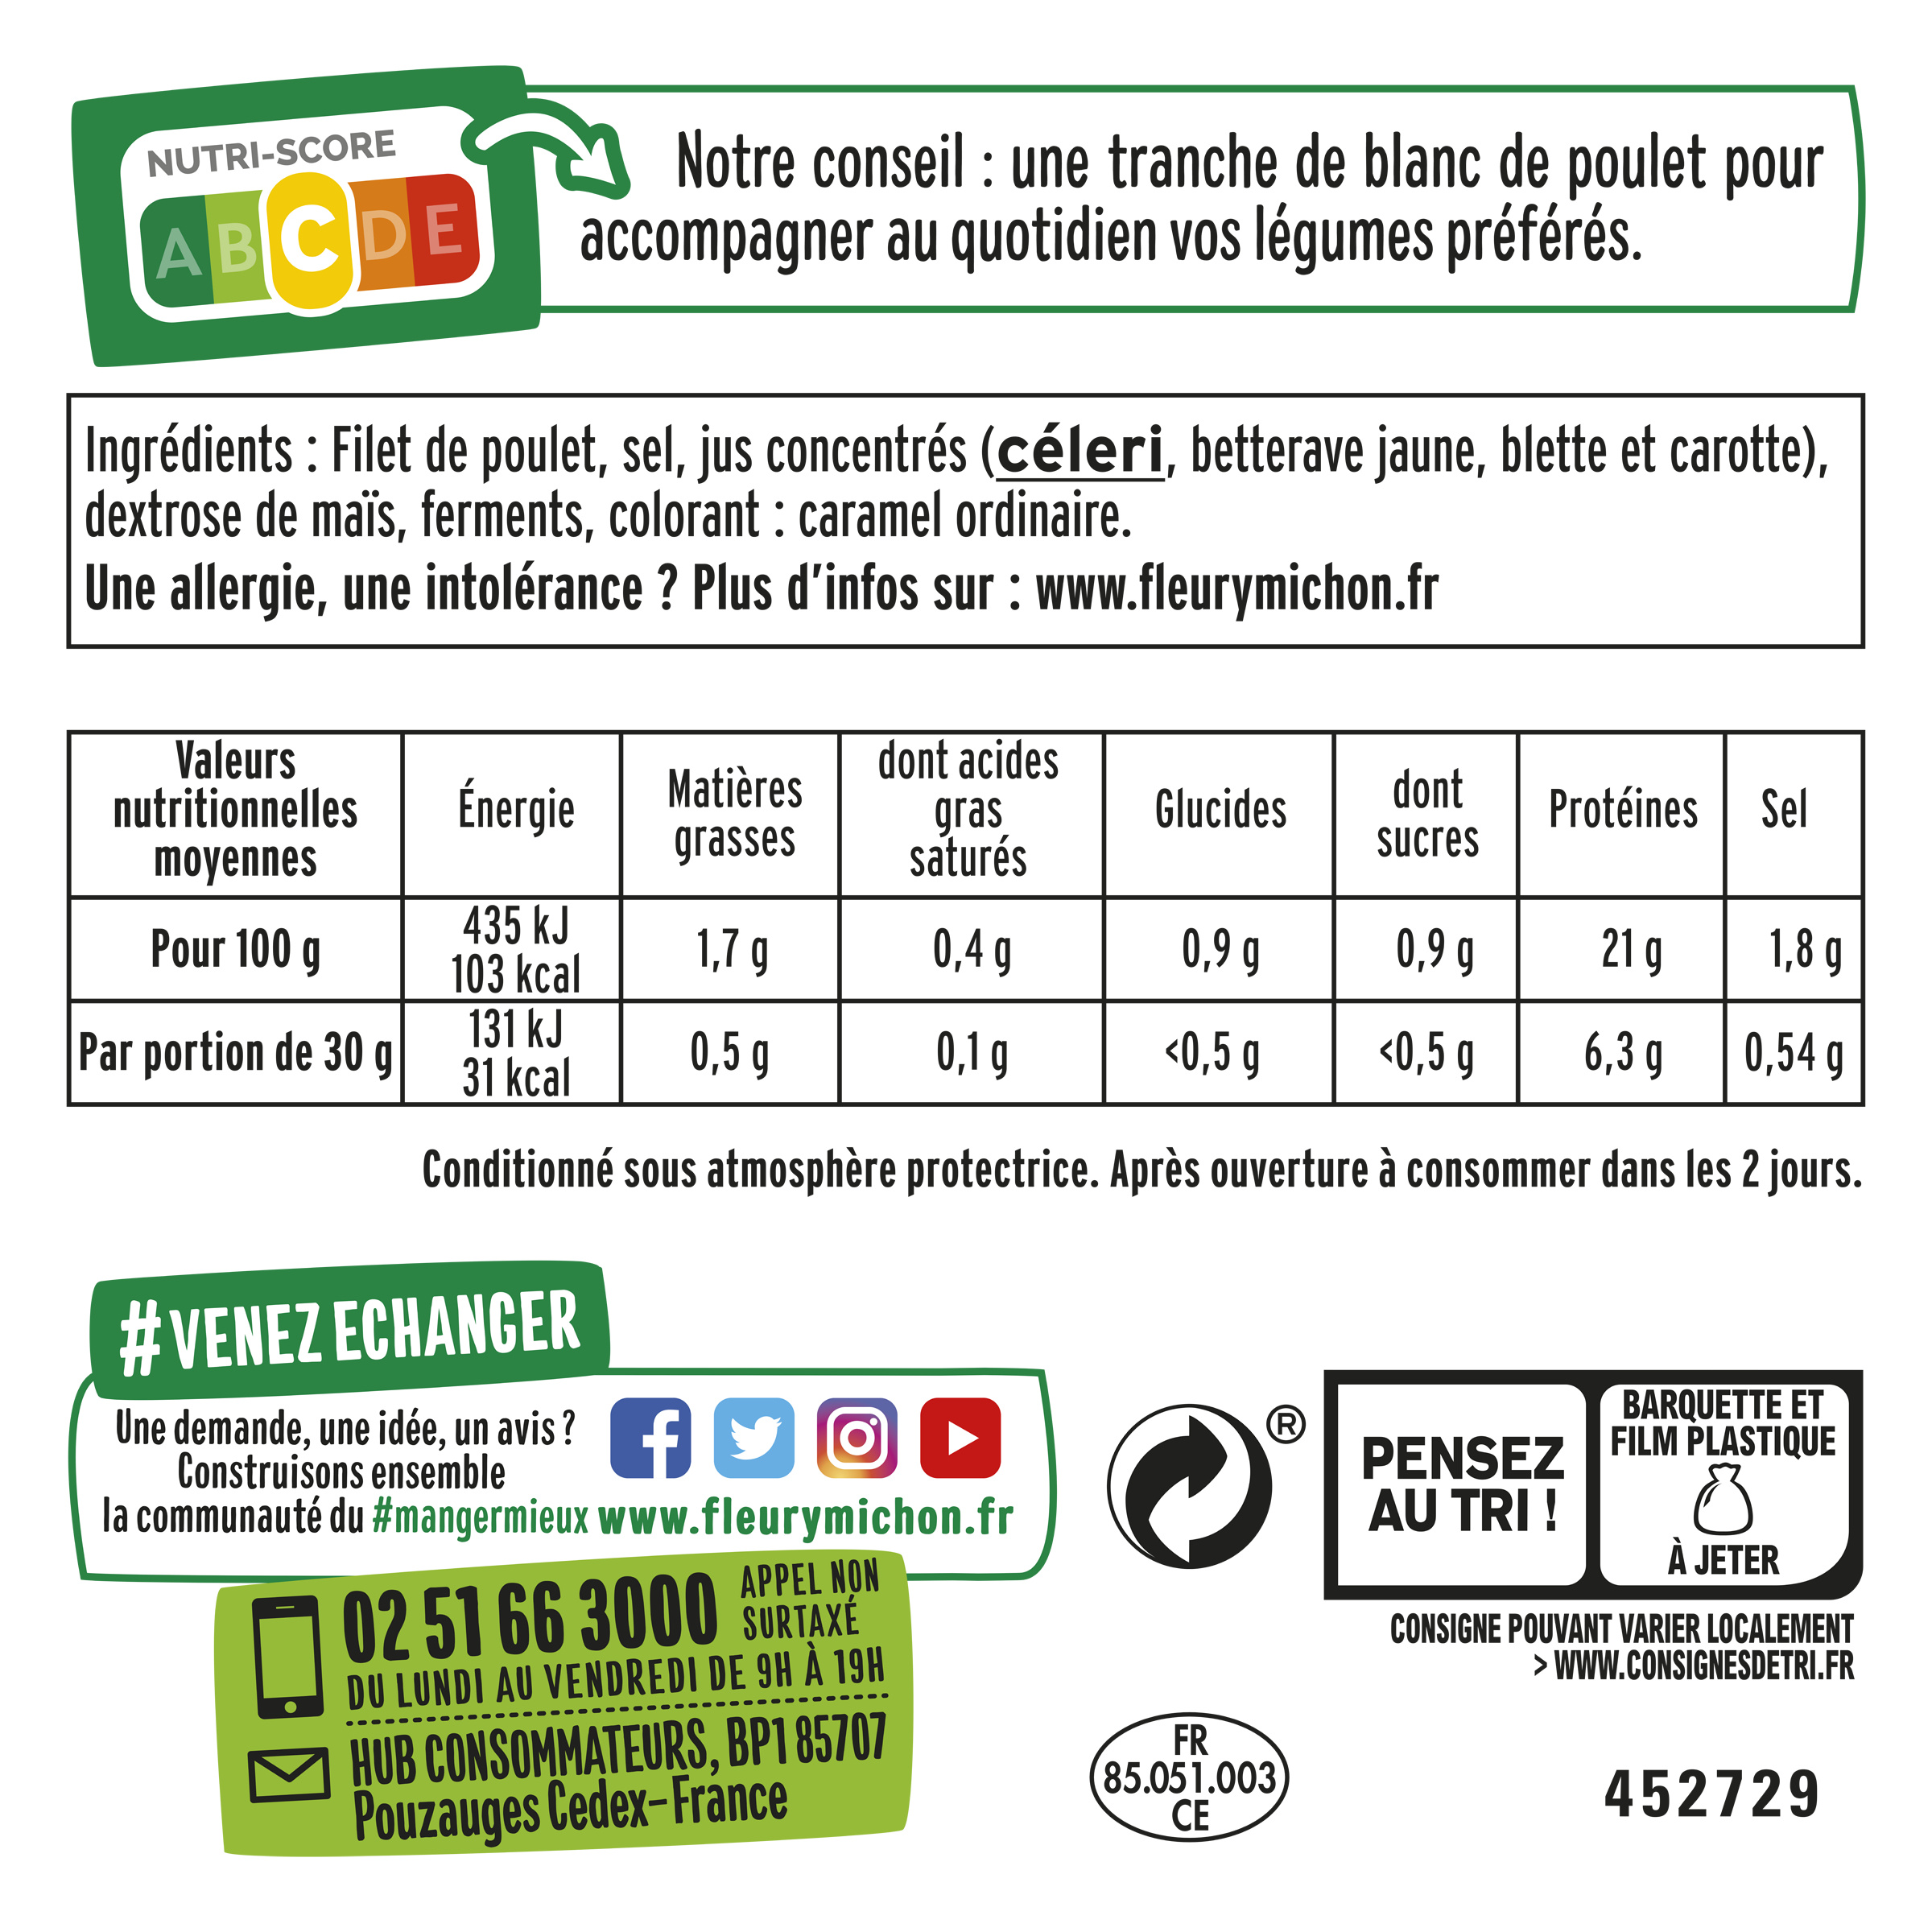 NUTRI-SCORE
A B C D E
Notre conseil : une tranche de blanc de poulet pour
accompagner au quotidien vos légumes préférés.
Ingrédients : Filet de poulet, sel, jus concentrés (céleri, betterave jaune, blette et carotte),
dextrose de maïs, ferments, colorant : caramel ordinaire.
Une allergie, une intolérance ? Plus d'infos sur : www.fleurymichon.fr
Valeurs nutritionnelles moyennes Énergie Matières grasses dont acides gras saturés Glucides dont sucres Protéines Sel
Pour 100 g 435 kJ 103 kcal 1,7 g 0,4 g 0,9 g 0,9 g 21 g 1,8 g
Par portion de 30 g 131 kJ 31 kcal 0,5 g 0,1 g <0,5 g <0,5 g 6,3 g 0,54 g
Conditionné sous atmosphère protectrice. Après ouverture à consommer dans les 2 jours.
#VENEZ ECHANGER
Une demande, une idée, un avis ?
Construisons ensemble
la communauté du #mangermieux www.fleurymichon.fr
02 51 66 3000 APPEL NON SURTAXÉ
DU LUNDI AU VENDREDI DE 9H À 19H
HUB CONSOMMATEURS, BP1 85707
Pouzauges Cedex-France
®
PENSEZ
AU TRI !
BARQUETTE ET
FILM PLASTIQUE
À JETER
CONSIGNE POUVANT VARIER LOCALEMENT
> WWW.CONSIGNESDETRI.FR
FR
85.051.003
CE
452729